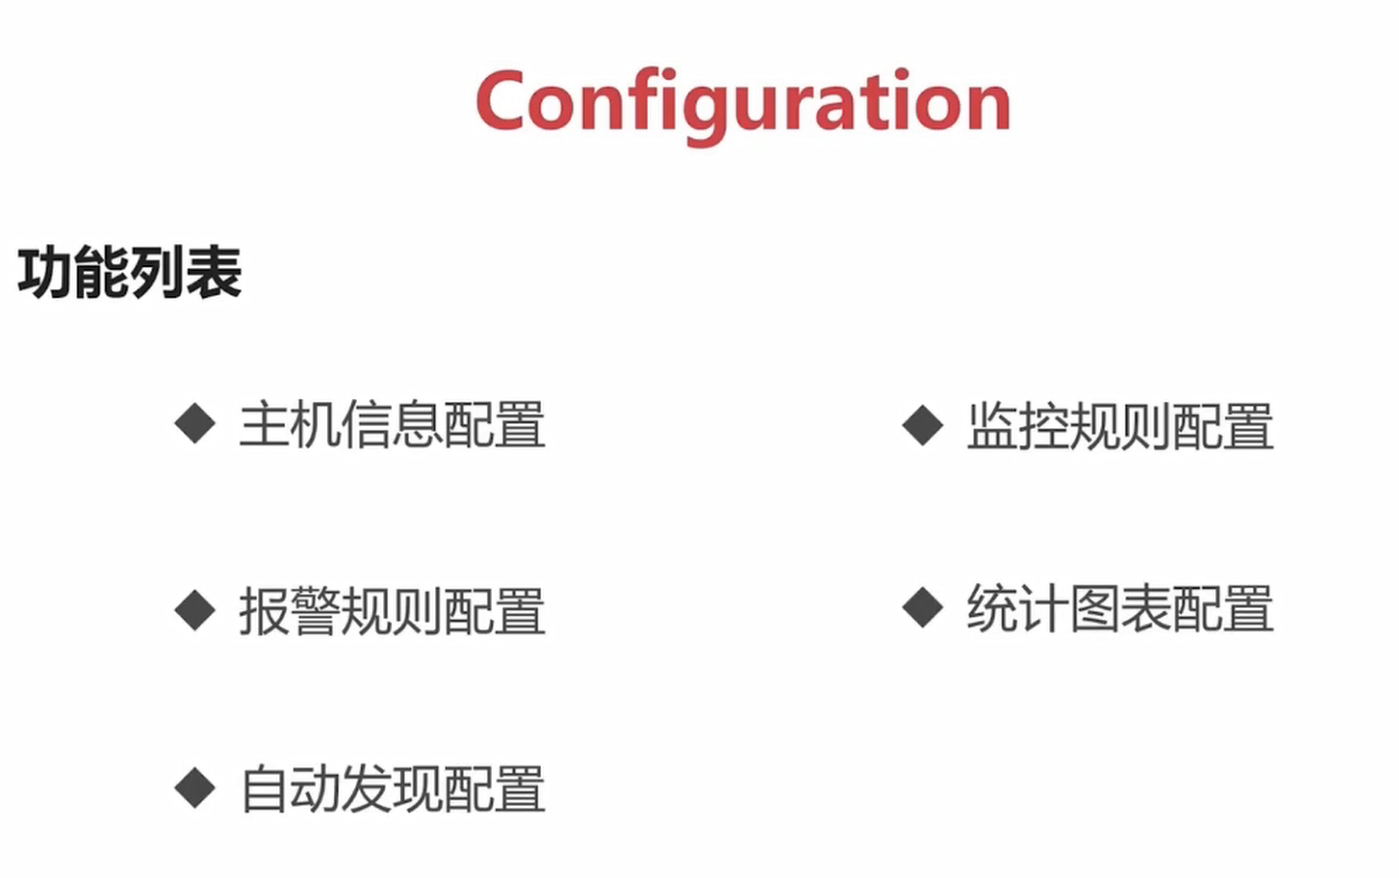 Configuration
功能列表
◆ 主机信息配置
◆ 监控规则配置
◆ 报警规则配置
◆ 统计图表配置
◆ 自动发现配置